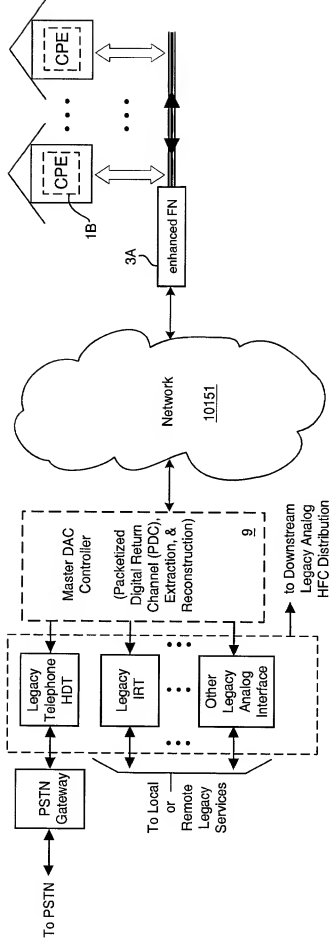 To PSTN
PSTN
Gateway
Legacy
Telephone
HDT
Legacy
IRT
Other
Legacy
Analog
Interface
To Local
or
Remote
Legacy
Services
Master DAC
Controller
(Packetized
Digital Return
Channel (PDC),
Extraction, &
Reconstruction)
9
to Downstream
Legacy Analog
HFC Distribution
Network
10151
3A
enhanced FN
1B
CPE
CPE